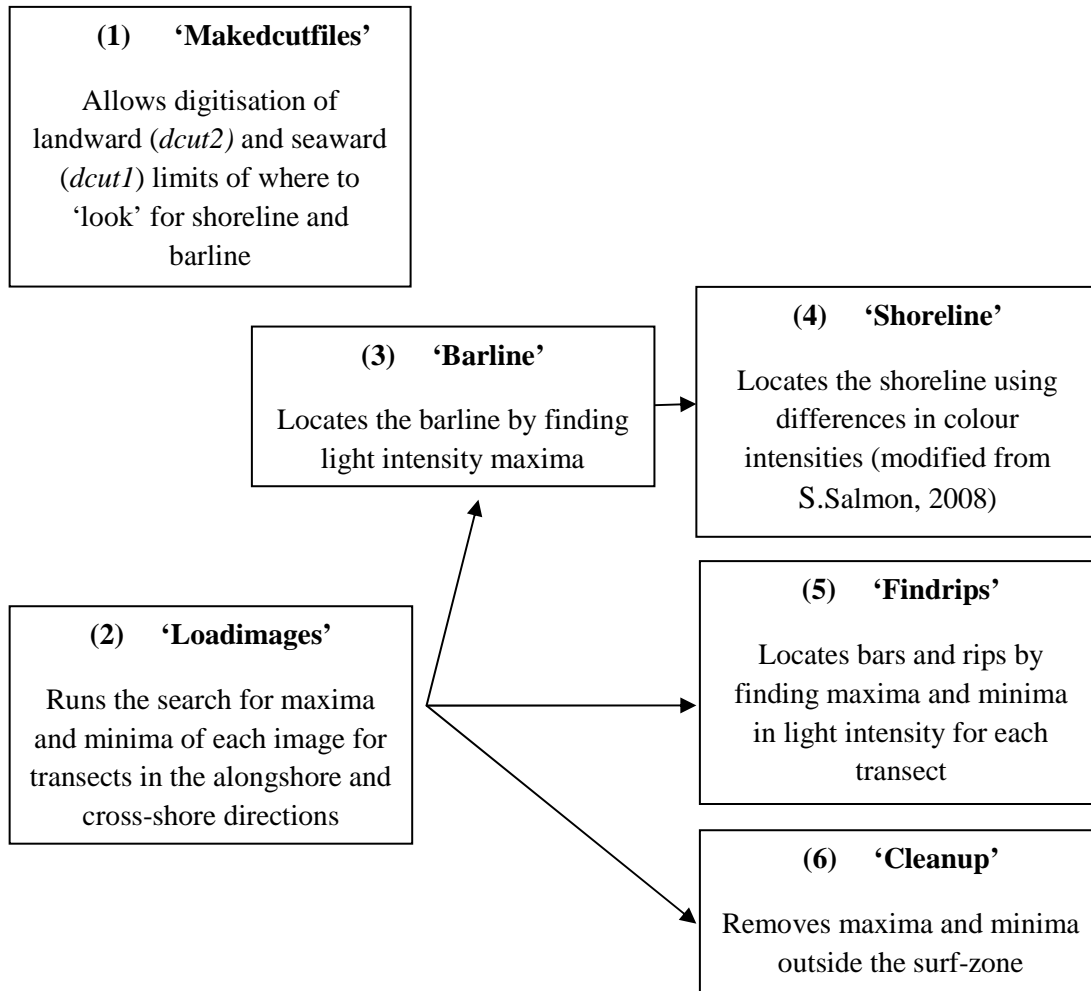 (1) ‘Makedcutfiles’
Allows digitisation of
landward (dcut2) and seaward
(dcut1) limits of where to
‘look’ for shoreline and
barline
(3) ‘Barline’
Locates the barline by finding
light intensity maxima
(4) ‘Shoreline’
Locates the shoreline using
differences in colour
intensities (modified from
S.Salmon, 2008)
(2) ‘Loadimages’
Runs the search for maxima
and minima of each image for
transects in the alongshore and
cross-shore directions
(5) ‘Findrips’
Locates bars and rips by
finding maxima and minima
in light intensity for each
transect
(6) ‘Cleanup’
Removes maxima and minima
outside the surf-zone